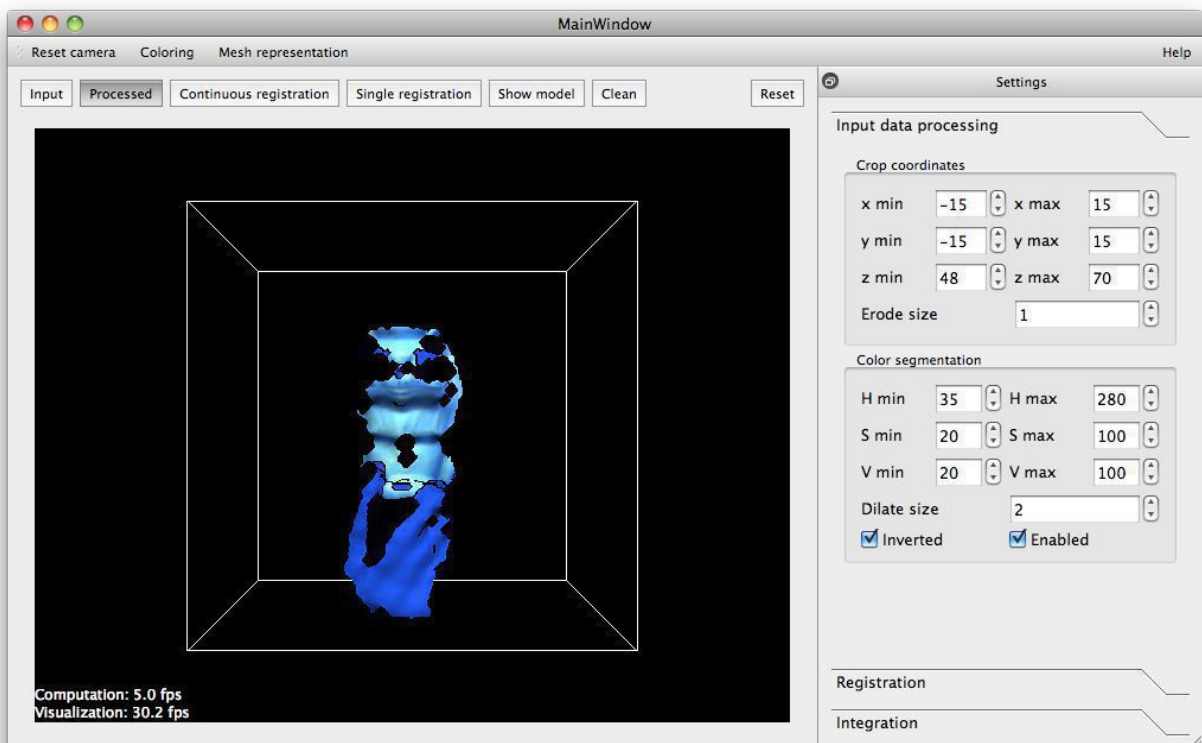 MainWindow
Reset camera Coloring Mesh representation Help
Input Processed Continuous registration Single registration Show model Clean Reset
Settings
Input data processing
Crop coordinates
x min -15 x max 15
y min -15 y max 15
z min 48 z max 70
Erode size 1
Color segmentation
H min 35 H max 280
S min 20 S max 100
V min 20 V max 100
Dilate size 2
Inverted Enabled
Registration
Integration
Computation: 5.0 fps
Visualization: 30.2 fps